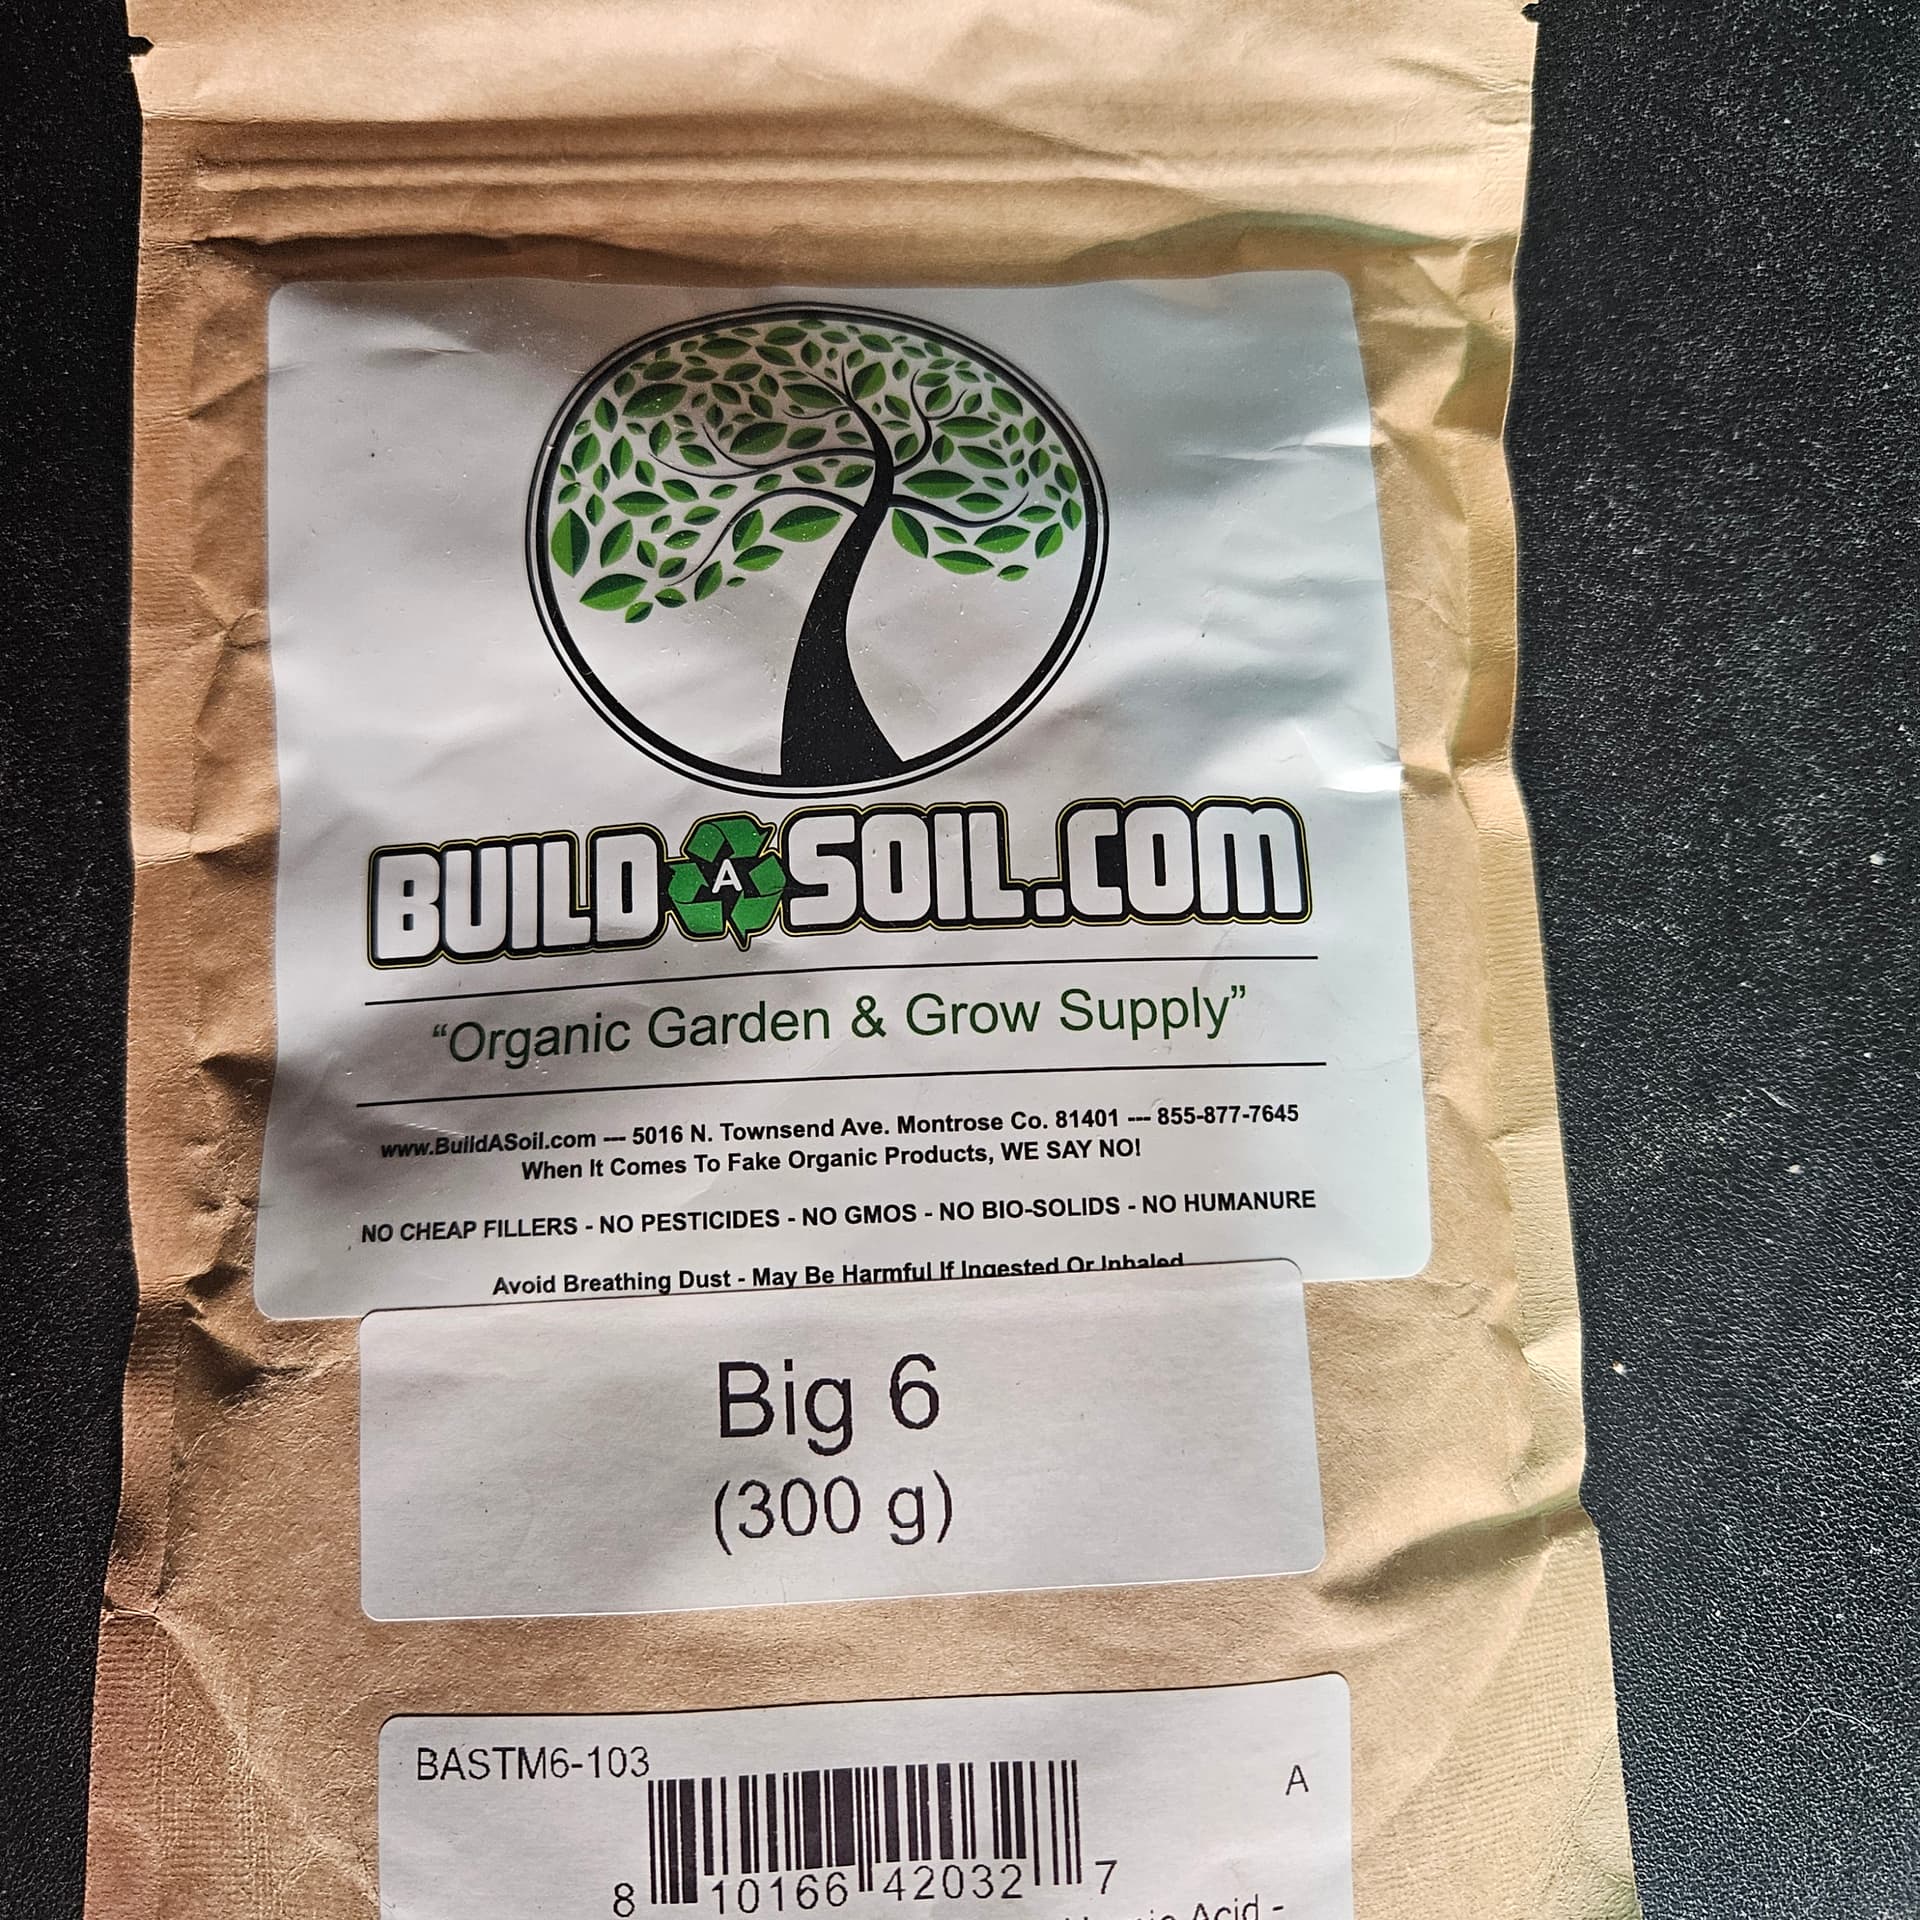 BUILD A SOIL.COM
“Organic Garden & Grow Supply”
www.BuildASoil.com --- 5016 N. Townsend Ave. Montrose Co. 81401 --- 855-877-7645
When It Comes To Fake Organic Products, WE SAY NO!
NO CHEAP FILLERS - NO PESTICIDES - NO GMOS - NO BIO-SOLIDS - NO HUMANURE
Avoid Breathing Dust - May Be Harmful If Ingested Or Inhaled
Big 6
(300 g)
BASTM6-103
A
8 10166 42032 7
Acid -